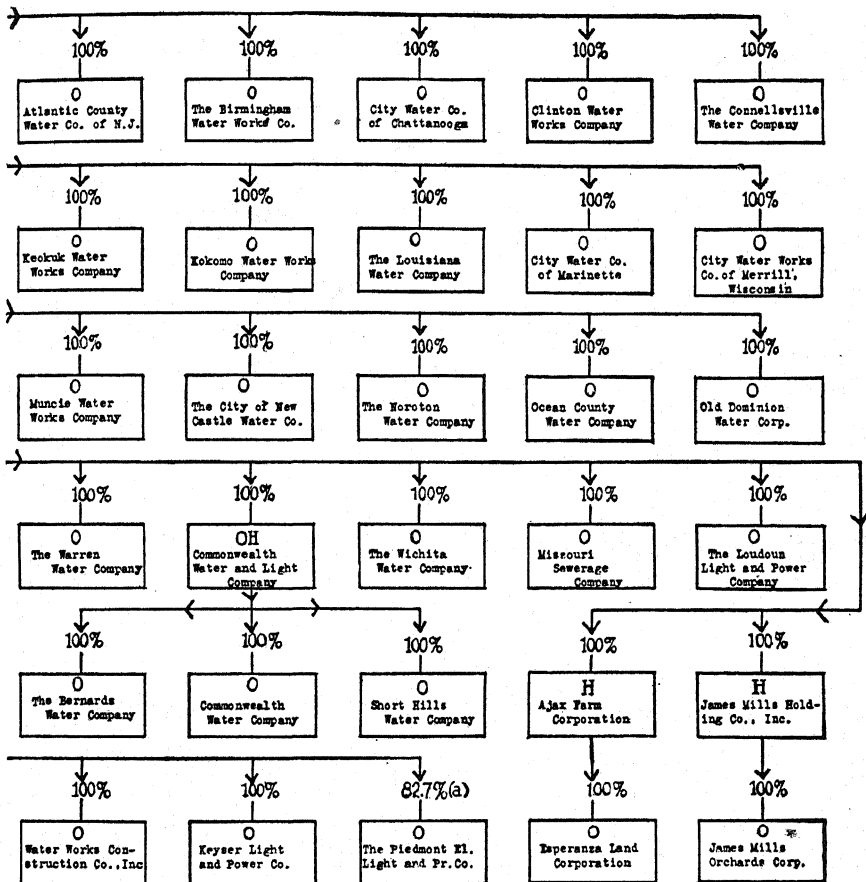 100% 100% 100% 100% 100%
O O O O O
Atlantic County The Birmingham City Water Co. Clinton Water The Connellsville
Water Co. of N.J. Water Works Co. of Chattanooga Works Company Water Company
100% 100% 100% 100% 100%
O O O O O
Keokuk Water Kokomo Water Works The Louisiana City Water Co. City Water Works
Works Company Company Water Company of Marinette Co. of Merrill,
Wisconsin
100% 100% 100% 100% 100%
O O O O O
Muncie Water The City of New The Noroton Ocean County Old Dominion
Works Company Castle Water Co. Water Company Water Company Water Corp.
100% 100% 100% 100% 100%
O OH O O O
The Warren Commonwealth The Wichita Missouri The Loudoun
Water Company Water and Light Water Company Sewerage Light and Power
Company Company Company
100% 100% 100% 100% 100%
O O O H H
The Bernards Commonwealth Short Hills Ajax Farm James Mills Hold-
Water Company Water Company Water Company Corporation ing Co., Inc.
100% 100% 82.7%(a) 100% 100%
O O O O O
Water Works Con- Keyser Light The Piedmont El. Esperanza Land James Mills
struction Co., Inc and Power Co. Light and Pr. Co. Corporation Orchards Corp.